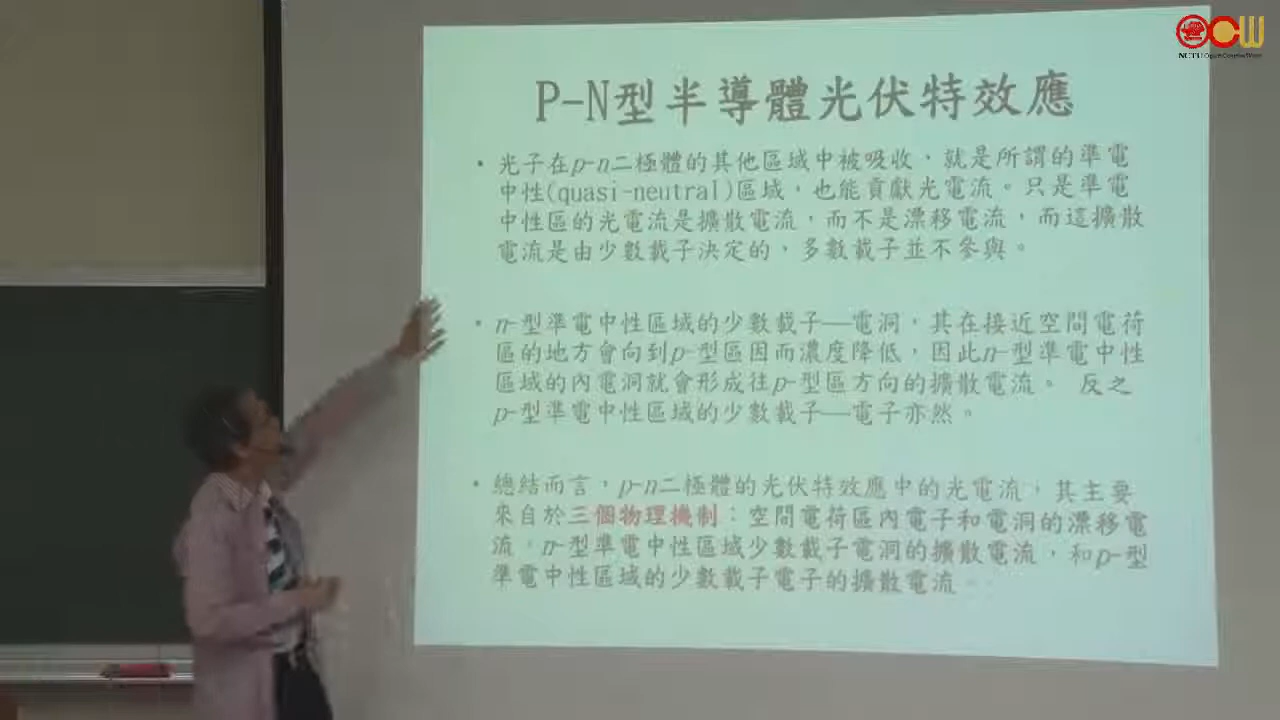 OCW
NCTU OpenCourseWare
P-N型半導體光伏特效應
• 光子在p-n二極體的其他區域中被吸收，就是所謂的準電
中性(quasi-neutral)區域，也能貢獻光電流。只是準電
中性區的光電流是擴散電流，而不是漂移電流，而這擴散
電流是由少數載子決定的，多數載子並不參與。
• n-型準電中性區域的少數載子—電洞，其在接近空間電荷
區的地方會向到p-型區因而濃度降低，因此n-型準電中性
區域的內電洞就會形成往p-型區方向的擴散電流。 反之
p-型準電中性區域的少數載子—電子亦然。
• 總結而言，p-n二極體的光伏特效應中的光電流，其主要
來自於三個物理機制：空間電荷區內電子和電洞的漂移電
流，n-型準電中性區域少數載子電洞的擴散電流，和p-型
準電中性區域的少數載子電子的擴散電流。